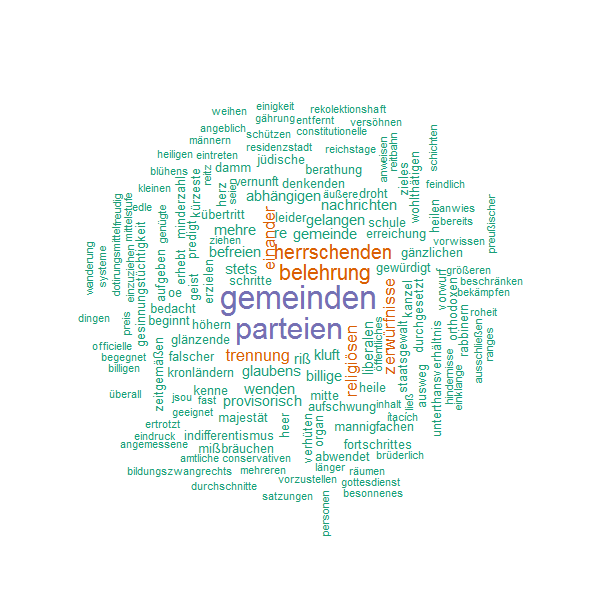 weihen
einigkeit
rekolektionshaft
gährung
entfernt
versöhnen
angeblich
schützen
constitutionelle
männern
residenzstadt
reichstage
anweisen
reitbahn
schichten
heiligen
eintreten
jüdische
zieles
wohlthätigen
blühens
reitz
damm
berathung
kleinen
minderzahl
kürzeste
herz
seleg
vernunft
denkenden
äußere
droht
feindlich
edle
abhängigen
nachrichten
heilen
anwies
preußischer
dotirungsmittel
freudig
mittelstufe
genügte
übertritt
leider
gelangen
schule
bereits
mehre
einander
re
gemeinde
erreichung
wanderung
systeme
einzuziehen
gesinnungstüchtigkeit
predigt
ziehen
befreien
herrschenden
gänzlichen
vorwissen
aufgeben
erhebt
geist
erzielen
stets
schritte
belehrung
gewürdigt
vorwurf
größeren
beschränken
oe
bedacht
gemeinden
zerwürfnisse
kanzel
durchgesetzt
orthodoxen
bekämpfen
dingen
preis
beginnt
höhern
parteien
öffentliches
staatsgewalt
unterthansverhältnis
rabbinern
roheit
officielle
glänzende
religiösen
liberalen
hindernisse
einklange
ausschließen
ranges
begegnet
zeitgemäßen
falscher
trennung
riß
kluft
billigen
kronländern
glaubens
billige
heile
ausweg
überall
jsou
fast
kenne
wenden
mitte
inhalt
ließ
geeignet
provisorisch
aufschwung
itacich
ertrotzt
majestät
heer
organ
mannigfachen
eindruck
indifferentismus
verhüten
angemessene
mißbräuchen
fortschrittes
amtliche
conservativen
abwendet
brüderlich
bildungszwangrechts
mehreren
länger
räumen
vorzustellen
gottesdienst
durchschnitte
satzungen
besonnenes
personen